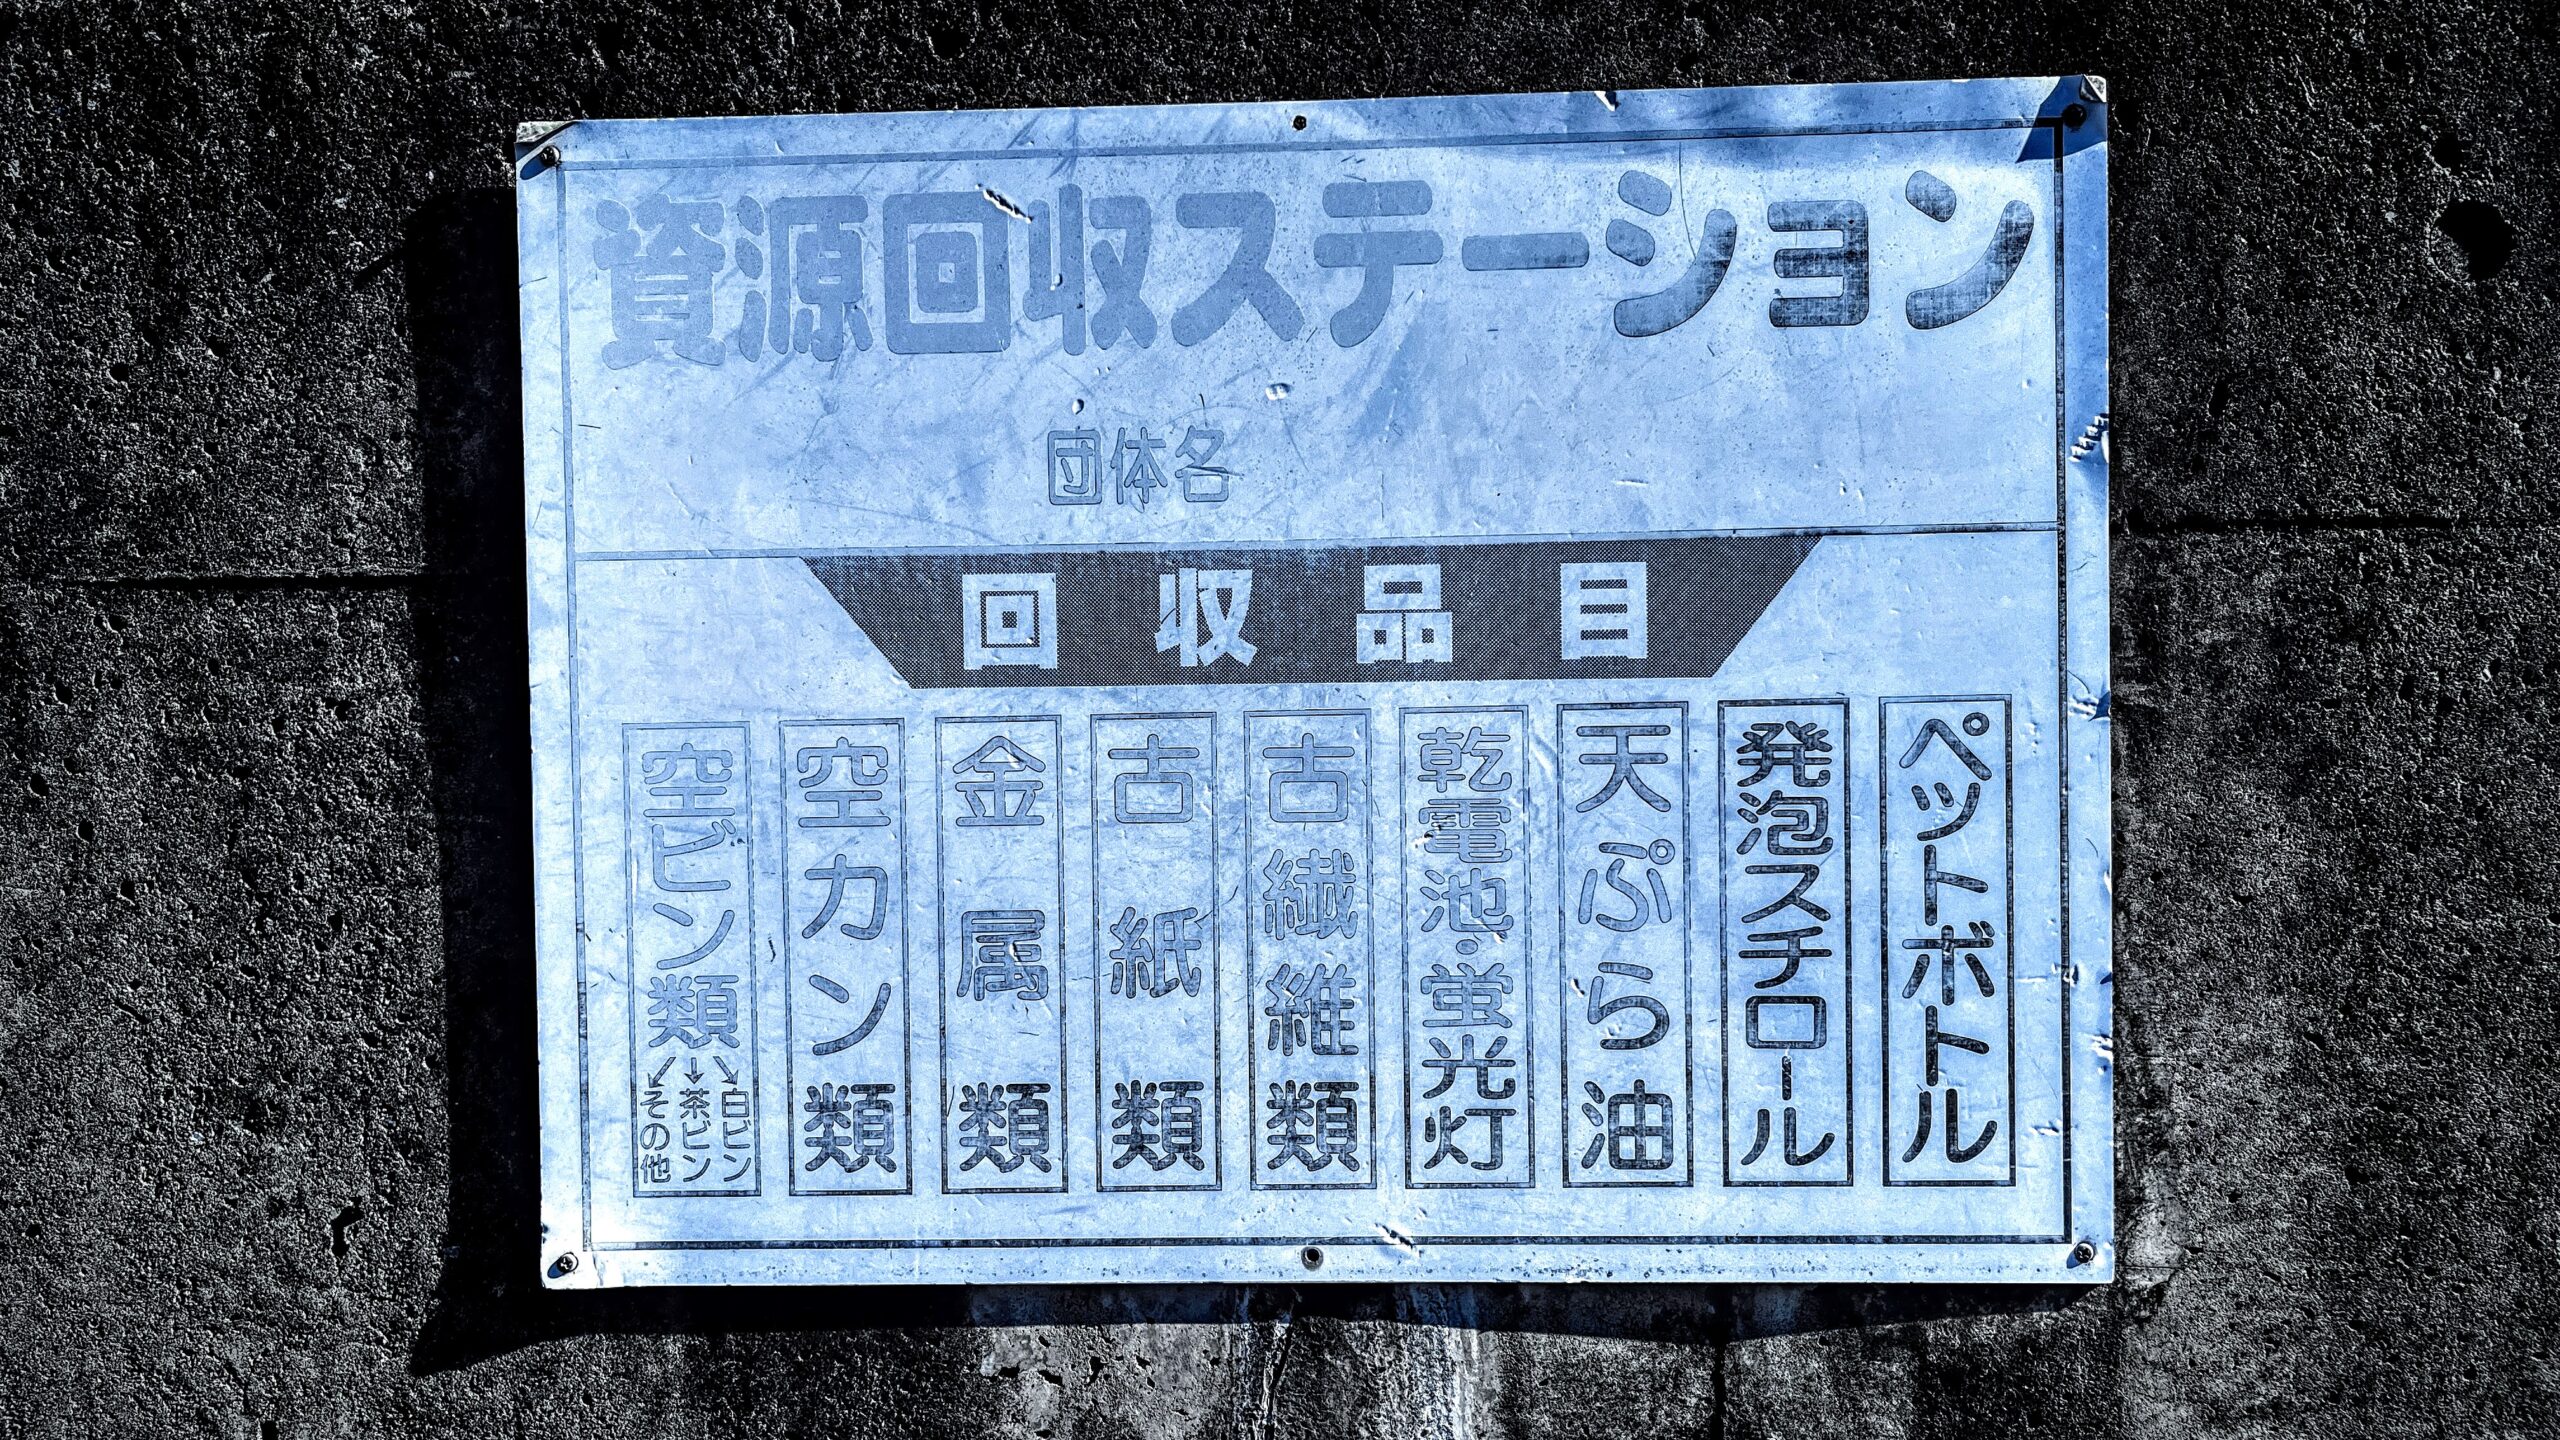 資源回収ステーション
団体名
回収品目
ペットボトル
発泡スチロール
天ぷら油
乾電池・蛍光灯
古繊維類
古紙類
金属類
空カン類
空ビン類
白ビン
茶ビン
その他